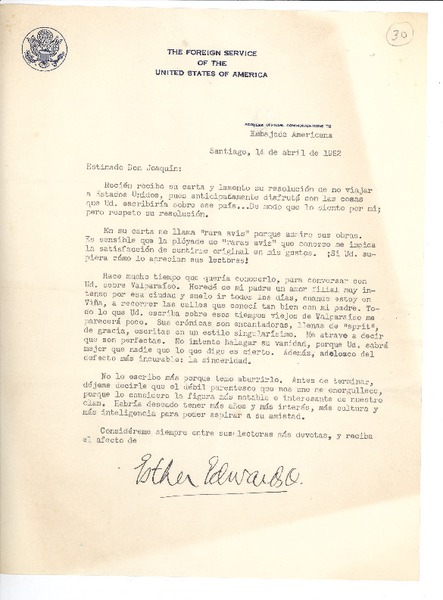 30
THE FOREIGN SERVICE
OF THE
UNITED STATES OF AMERICA
ADDRESS OFFICIAL COMMUNICATIONS TO
Embajada Americana
Santiago, 14 de abril de 1952
Estimado Don Joaquín:
Recién recibo su carta y lamento su resolución de no viajar
a Estados Unidos, pues anticipadamente disfruté con las cosas
que Ud. escribiría sobre ese país... De modo que lo siento por mí;
pero respeto su resolución.
En su carta me llama "rara avis" porque admiro sus obras.
Es sensible que la pléyade de "raras avis" que conozco me impida
la satisfacción de sentirme original en mis gustos. ¡Si Ud. su-
piera cómo lo aprecian sus lectores!
Hace mucho tiempo que quería conocerlo, para conversar con
Ud. sobre Valparaíso. Heredé de mi padre un amor filial muy in-
tenso por esa ciudad y suelo ir todos los días, cuando estoy en
Viña, a recorrer las calles que conocí tan bien con mi padre. To-
do lo que Ud. escriba sobre esos tiempos viejos de Valparaíso me
parecerá poco. Sus crónicas son encantadoras, llenas de "sprit",
de gracia, escritas en un estilo singularísimo. Me atrevo a decir
que son perfectas. No intento halagar su vanidad, porque Ud. sabrá
mejor que nadie que lo que digo es cierto. Además, adolezco del
defecto más incurable: la sinceridad.
No lo escribo más porque temo aburrirlo. Antes de terminar,
déjeme decirle que el débil parentesco que nos une me enorgullece,
porque lo considero la figura más notable e interesante de nuestro
clan. Habría deseado tener más años y más interés, más cultura y
más inteligencia para poder aspirar a su amistad.
Considéreme siempre entre sus lectoras más devotas, y reciba
el afecto de
Esther Edwards O.